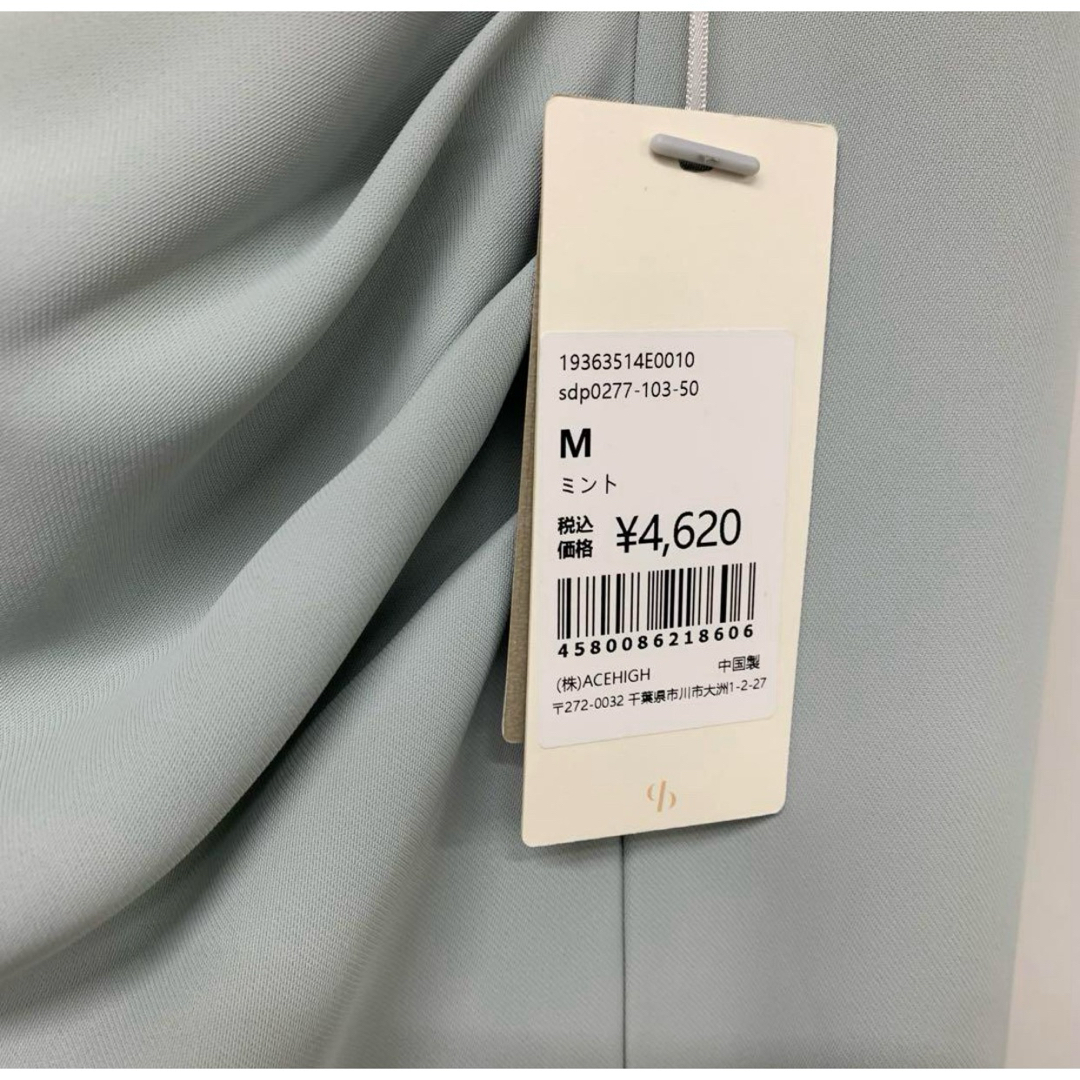 19363514E0010
sdp0277-103-50
M
ミント
税込
価格 ¥4,620
4580086218606
(株)ACEHIGH 中国製
〒272-0032 千葉県市川市大洲1-2-27